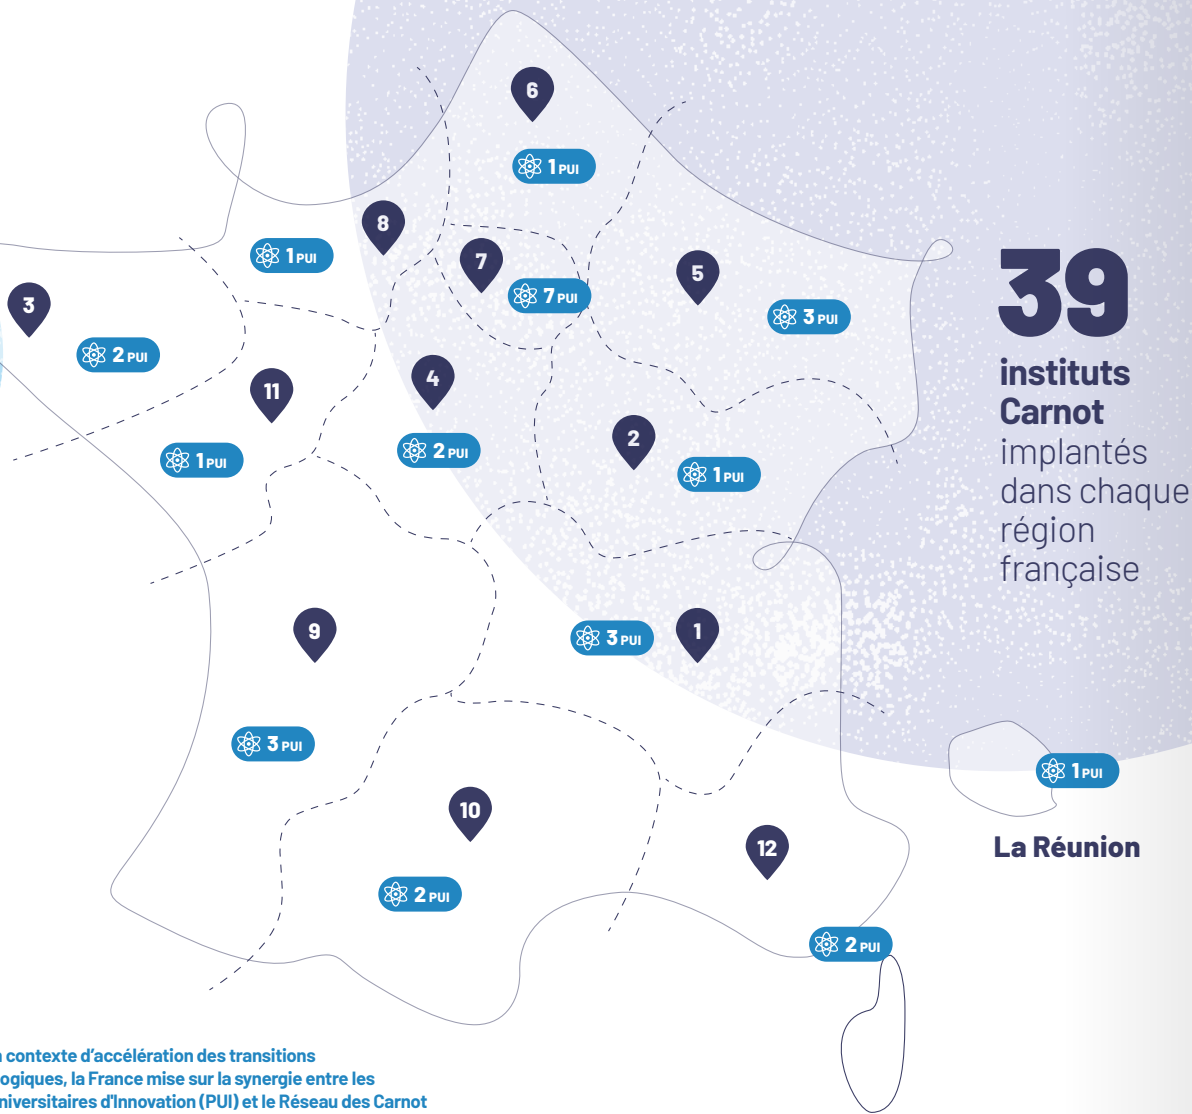 6
1 PUI
8
1 PUI
7
7 PUI
5
3 PUI
3
2 PUI
11
1 PUI
4
2 PUI
2
1 PUI
39
instituts
Carnot
implantés
dans chaque
région
française
9
3 PUI
3 PUI
1
10
2 PUI
12
2 PUI
1 PUI
La Réunion
contexte d'accélération des transitions
la France mise sur la synergie entre les
d'Innovation (PUI) et le Réseau des Carnot